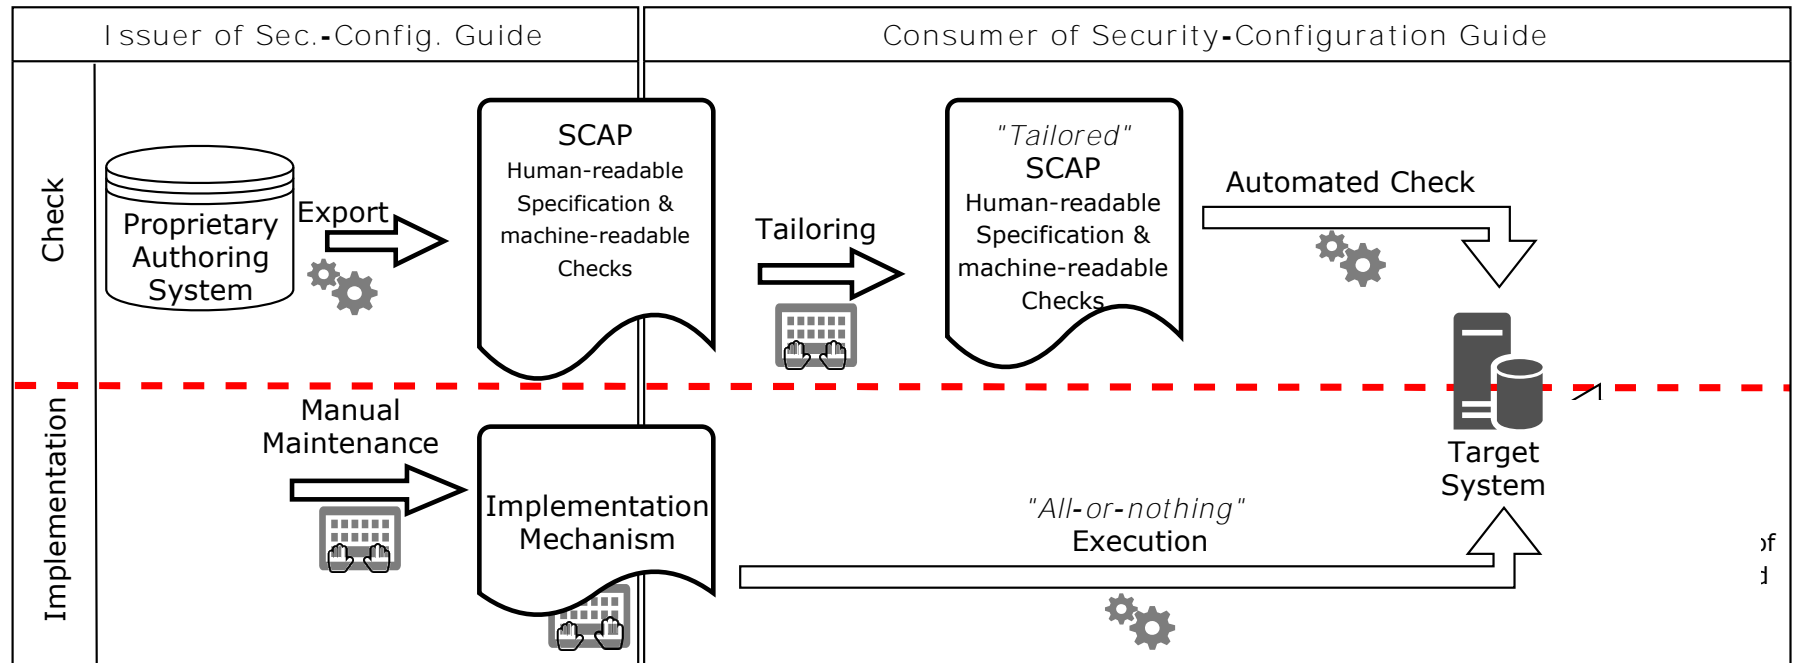 Issuer of Sec.-Config. Guide
Consumer of Security-Configuration Guide
Check
Proprietary
Authoring
System
Export
SCAP
Human-readable
Specification &
machine-readable
Checks
Tailoring
"Tailored"
SCAP
Human-readable
Specification &
machine-readable
Checks
Automated Check
Target
System
Implementation
Manual
Maintenance
Implementation
Mechanism
"All-or-nothing"
Execution
of